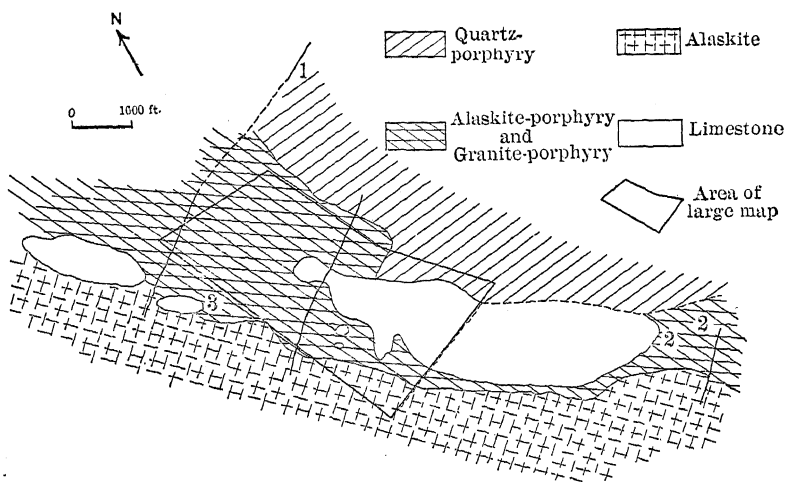 N
0 1600 ft.
Quartz-
porphyry
Alaskite
Alaskite-porphyry
and
Granite-porphyry
Limestone
Area of
large map
1
2
2
3